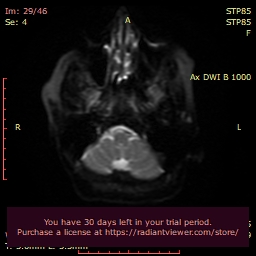 Im: 29/46
Se: 4
A
STP85
STP85
F
Ax DWI B 1000
R
L
You have 30 days left in your trial period.
Purchase a license at https://radiantviewer.com/store/